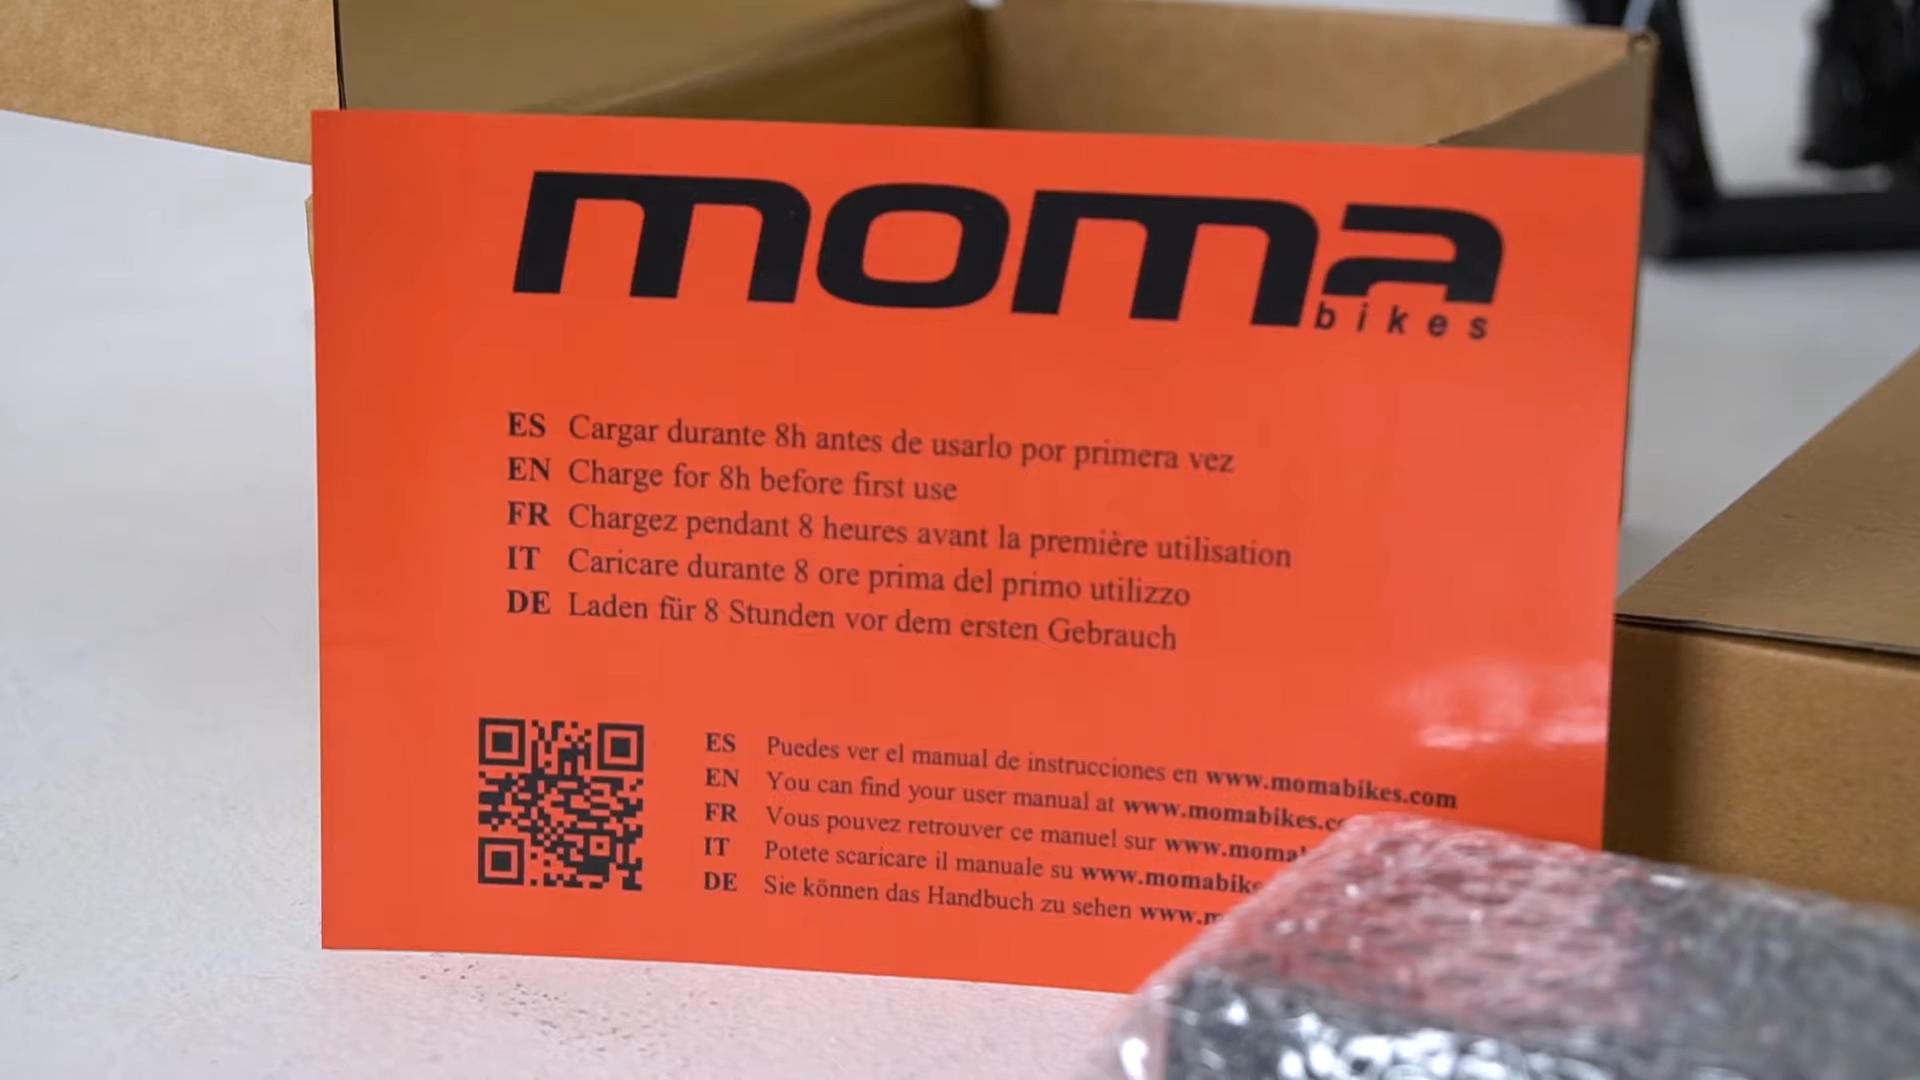 moma
bikes
ES Cargar durante 8h antes de usarlo por primera vez
EN Charge for 8h before first use
FR Chargez pendant 8 heures avant la première utilisation
IT Caricare durante 8 ore prima del primo utilizzo
DE Laden für 8 Stunden vor dem ersten Gebrauch
ES Puedes ver el manual de instrucciones en www.momabikes.com
EN You can find your user manual at
FR Vous pouvez retrouver ce manuel sur
IT Potete scaricare il manuale su
DE Sie können das Handbuch zu sehen